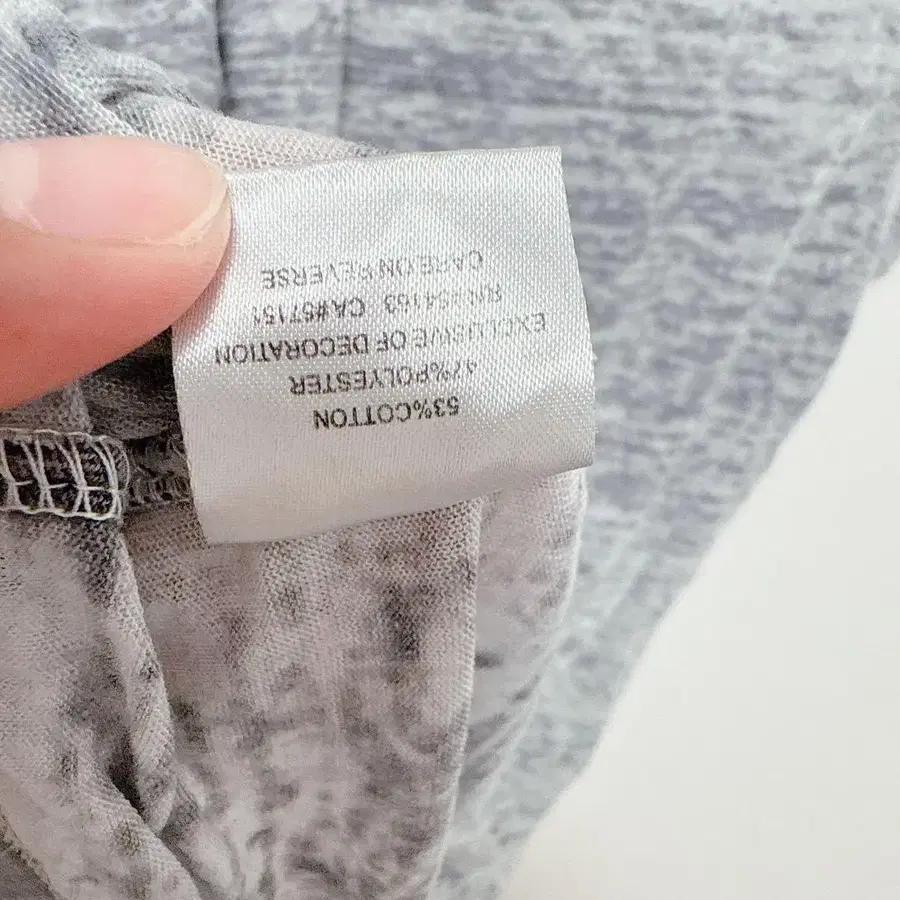 53%COTTON
47%POLYESTER
EXCLUSIVE OF DECORATION
RN#54163 CA#57151
CARE ON REVERSE